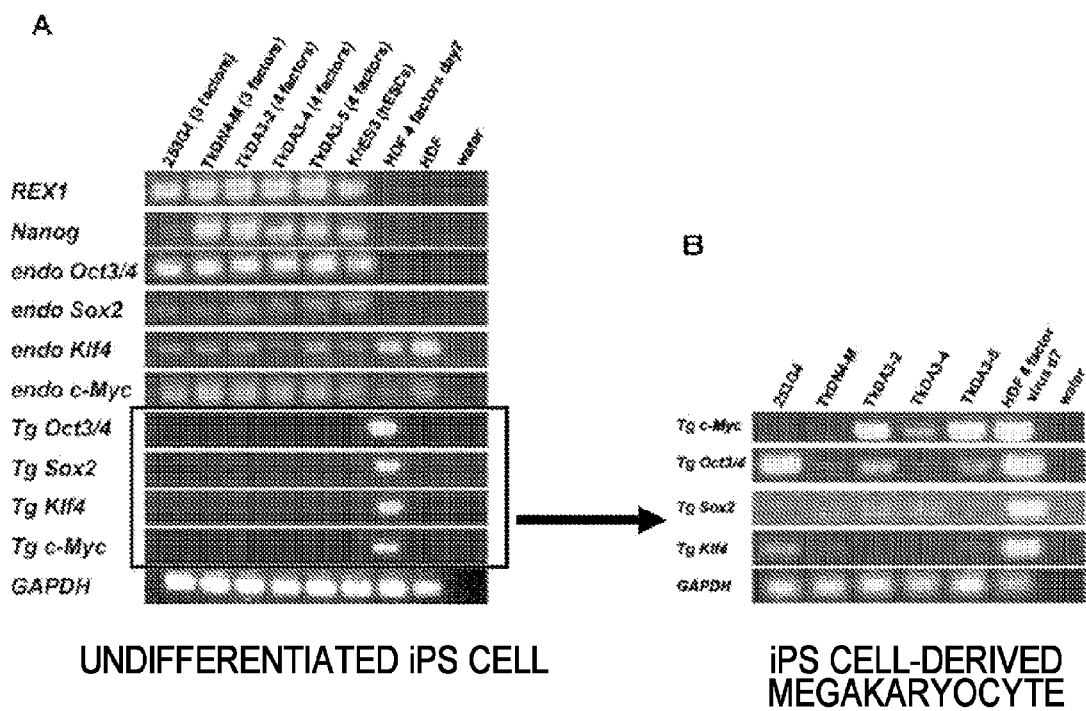 A
253G4 (3 factors)
TkDN4-M (3 factors)
TkDA3-2 (4 factors)
TkDA3-4 (4 factors)
TkDA3-5 (4 factors)
KhES3 (hESCs)
HDF 4 factors day7
HDF
water
REX1
Nanog
endo Oct3/4
endo Sox2
endo Klf4
endo c-Myc
Tg Oct3/4
Tg Sox2
Tg Klf4
Tg c-Myc
GAPDH
UNDIFFERENTIATED iPS CELL
B
253G4
TkDN4-M
TkDA3-2
TkDA3-4
TkDA3-5
HDF 4 factor
virus d7
water
Tg c-Myc
Tg Oct3/4
Tg Sox2
Tg Klf4
GAPDH
iPS CELL-DERIVED
MEGAKARYOCYTE